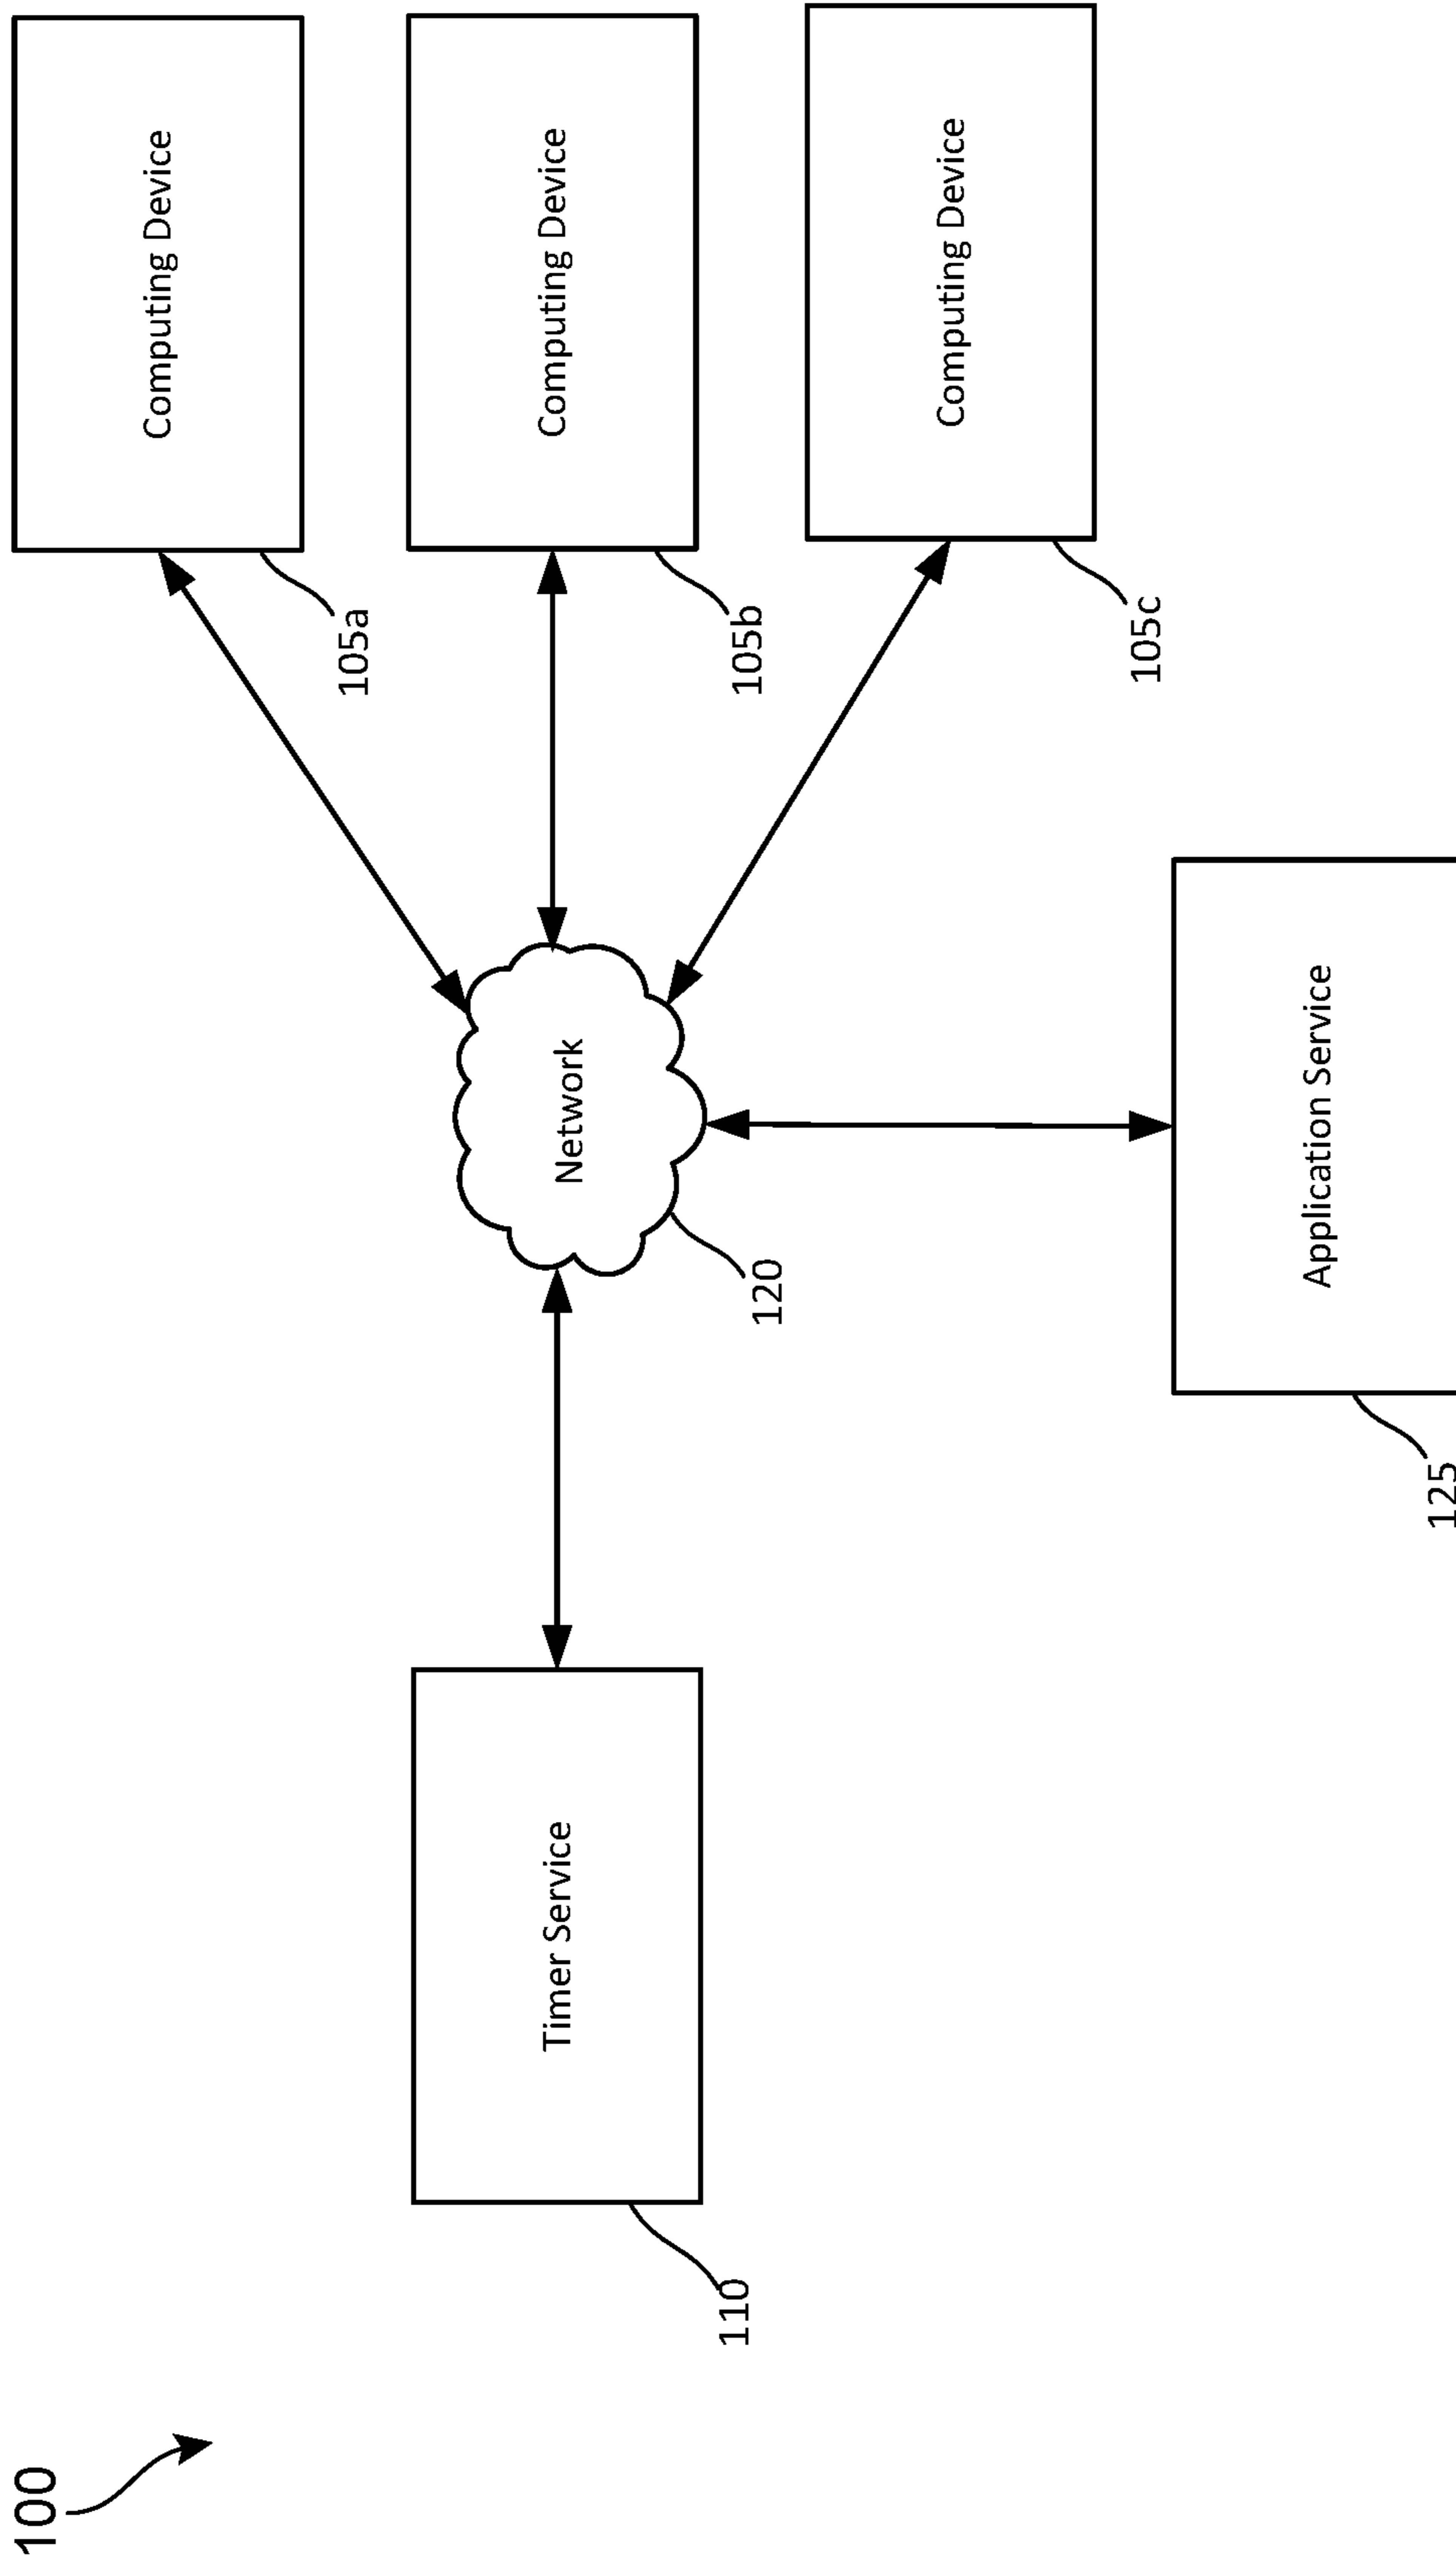 100
Computing Device
105a
Timer Service
110
Network
120
Computing Device
105b
Computing Device
105c
Application Service
125